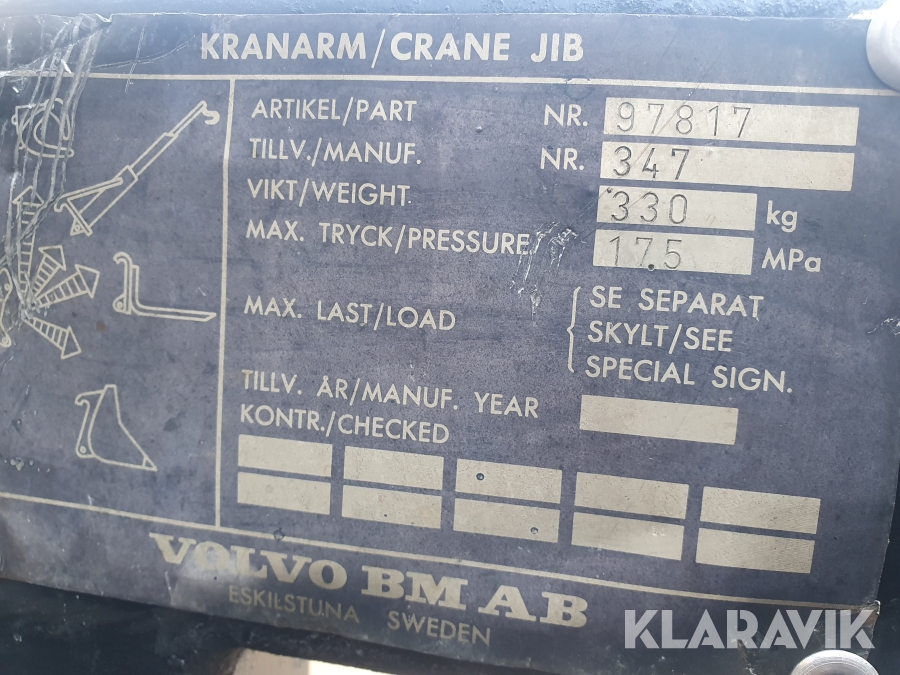 KRANARM/CRANE JIB
ARTIKEL/PART NR. 97817
TILLV./MANUF. NR. 347
VIKT/WEIGHT 330 kg
MAX. TRYCK/PRESSURE 17.5 MPa
MAX. LAST/LOAD { SE SEPARAT
SKYLT/SEE
SPECIAL SIGN.
TILLV. ÅR/MANUF. YEAR
KONTR./CHECKED
VOLVO BM AB
ESKILSTUNA SWEDEN
KLARAVIK